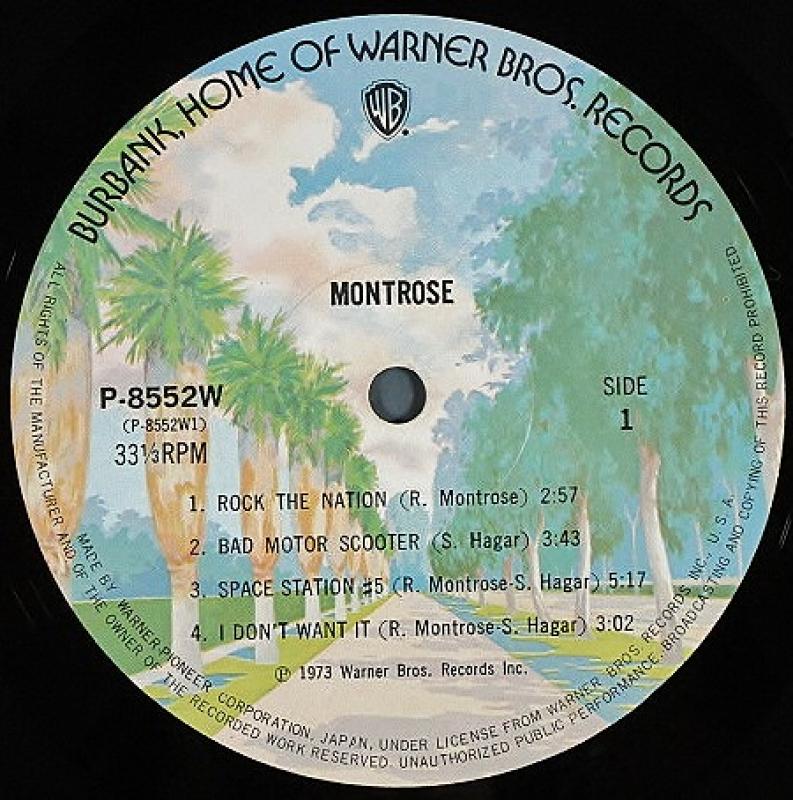 BURBANK, HOME OF WARNER BROS. RECORDS
WB
MONTROSE
P-8552W
(P-8552W1)
33⅓RPM
SIDE
1
1. ROCK THE NATION (R. Montrose) 2:57
2. BAD MOTOR SCOOTER (S. Hagar) 3:43
3. SPACE STATION #5 (R. Montrose-S. Hagar) 5:17
4. I DON'T WANT IT (R. Montrose-S. Hagar) 3:02
℗ 1973 Warner Bros. Records Inc.
MADE BY WARNER-PIONEER CORPORATION, JAPAN, UNDER LICENSE FROM WARNER BROS. RECORDS INC., U.S.A.
ALL RIGHTS OF THE MANUFACTURER AND OF THE OWNER OF THE RECORDED WORK RESERVED. UNAUTHORIZED PUBLIC PERFORMANCE. BROADCASTING AND COPYING OF THIS RECORD PROHIBITED